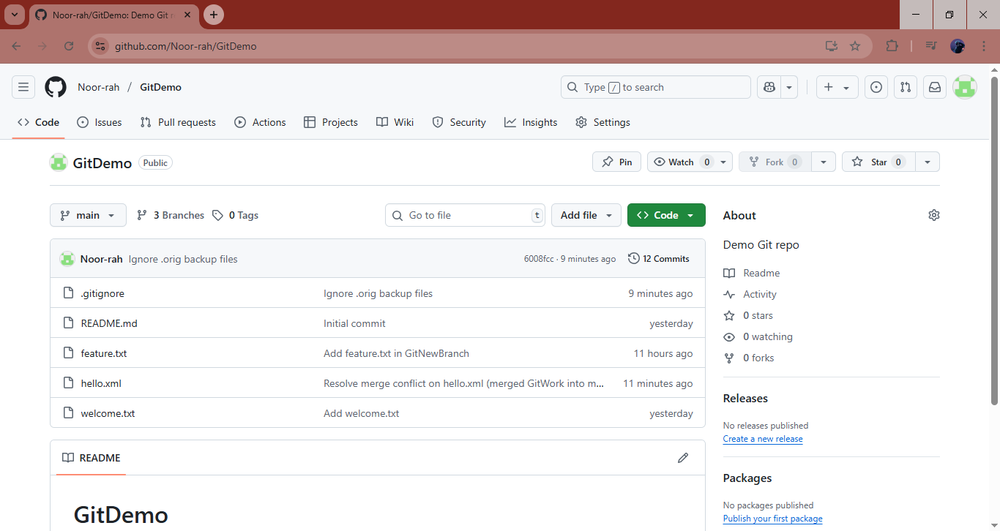 Noor-rah/GitDemo: Demo Git r
github.com/Noor-rah/GitDemo
Noor-rah / GitDemo
Type / to search
Code Issues Pull requests Actions Projects Wiki Security Insights Settings
GitDemo Public
Pin Watch 0 Fork 0 Star 0
main 3 Branches 0 Tags
Go to file t Add file Code
Noor-rah Ignore .orig backup files 6008fcc · 9 minutes ago 12 Commits
.gitignore Ignore .orig backup files 9 minutes ago
README.md Initial commit yesterday
feature.txt Add feature.txt in GitNewBranch 11 hours ago
hello.xml Resolve merge conflict on hello.xml (merged GitWork into m... 11 minutes ago
welcome.txt Add welcome.txt yesterday
README
GitDemo
About
Demo Git repo
Readme
Activity
0 stars
0 watching
0 forks
Releases
No releases published
Create a new release
Packages
No packages published
Publish your first package